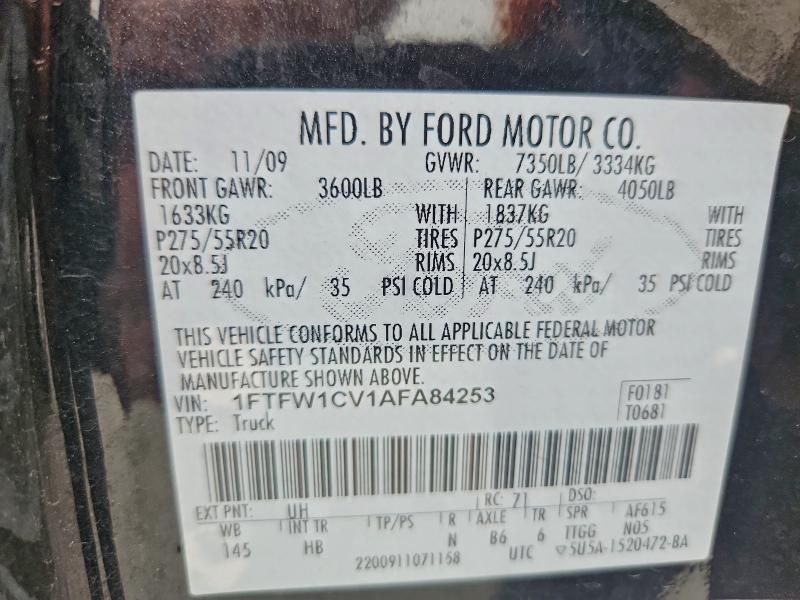 MFD. BY FORD MOTOR CO.
DATE: 11/09 GVWR: 7350LB/ 3334KG
FRONT GAWR: 3600LB REAR GAWR: 4050LB
1633KG WITH 1837KG WITH
P275/55R20 TIRES P275/55R20 TIRES
20x8.5J RIMS 20x8.5J RIMS
AT 240 kPa/ 35 PSI COLD AT 240 kPa/ 35 PSI COLD
THIS VEHICLE CONFORMS TO ALL APPLICABLE FEDERAL MOTOR
VEHICLE SAFETY STANDARDS IN EFFECT ON THE DATE OF
MANUFACTURE SHOWN ABOVE.
VIN: 1FTFW1CV1AFA84253 F0181
TYPE: Truck T0681
EXT PNT: UH RC: 71 DSO:
WB INT TR TP/PS R AXLE TR SPR AF615
145 HB N B6 6 TTGG N05
2200911071158 UTC 5U5A-1520472-BA